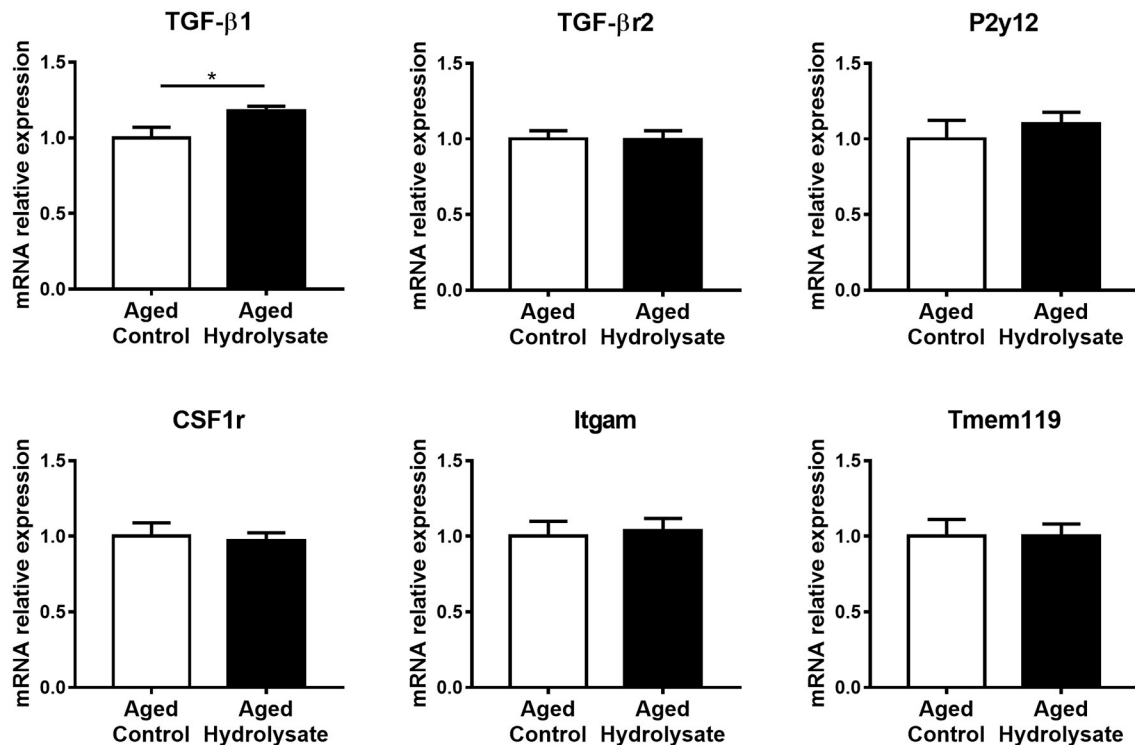 TGF-β1
mRNA relative expression
1.5
1.0
0.5
0.0
*
Aged Aged
Control Hydrolysate
TGF-βr2
mRNA relative expression
1.5
1.0
0.5
0.0
Aged Aged
Control Hydrolysate
P2y12
mRNA relative expression
1.5
1.0
0.5
0.0
Aged Aged
Control Hydrolysate
CSF1r
mRNA relative expression
1.5
1.0
0.5
0.0
Aged Aged
Control Hydrolysate
Itgam
mRNA relative expression
1.5
1.0
0.5
0.0
Aged Aged
Control Hydrolysate
Tmem119
mRNA relative expression
1.5
1.0
0.5
0.0
Aged Aged
Control Hydrolysate